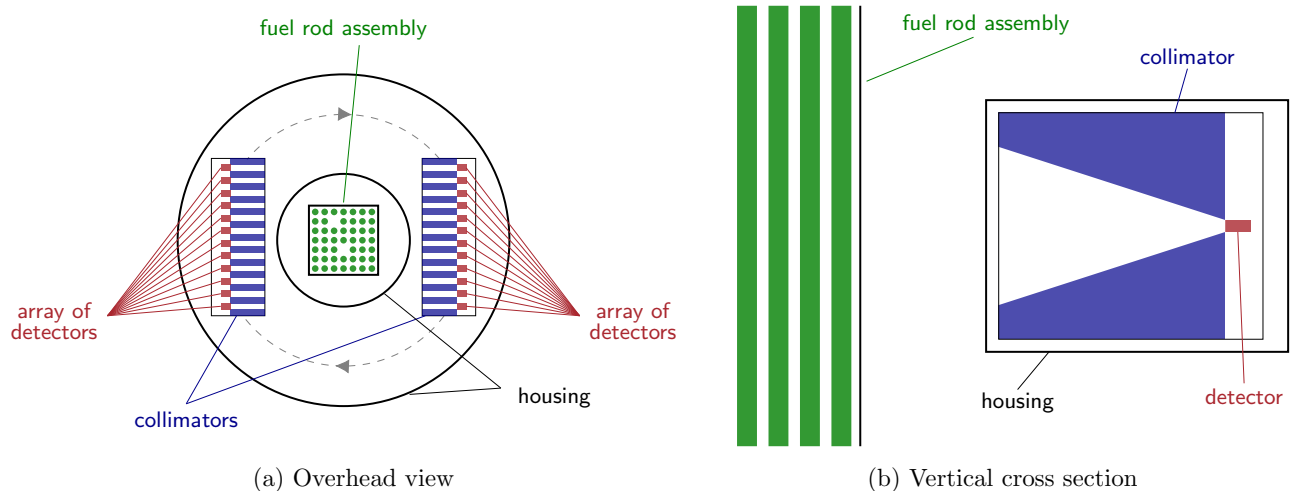 fuel rod assembly
array of
detectors
array of
detectors
housing
collimators
(a) Overhead view
fuel rod assembly
collimator
housing
detector
(b) Vertical cross section